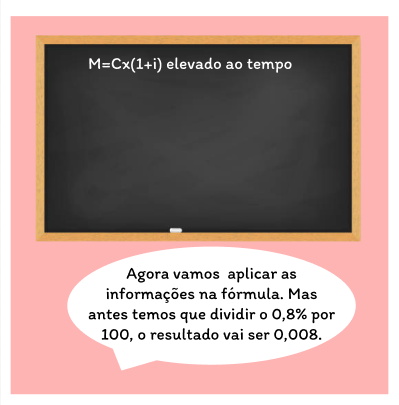 M=Cx(1+i) elevado ao tempo
Agora vamos aplicar as
informações na fórmula. Mas
antes temos que dividir o 0,8% por
100, o resultado vai ser 0,008.